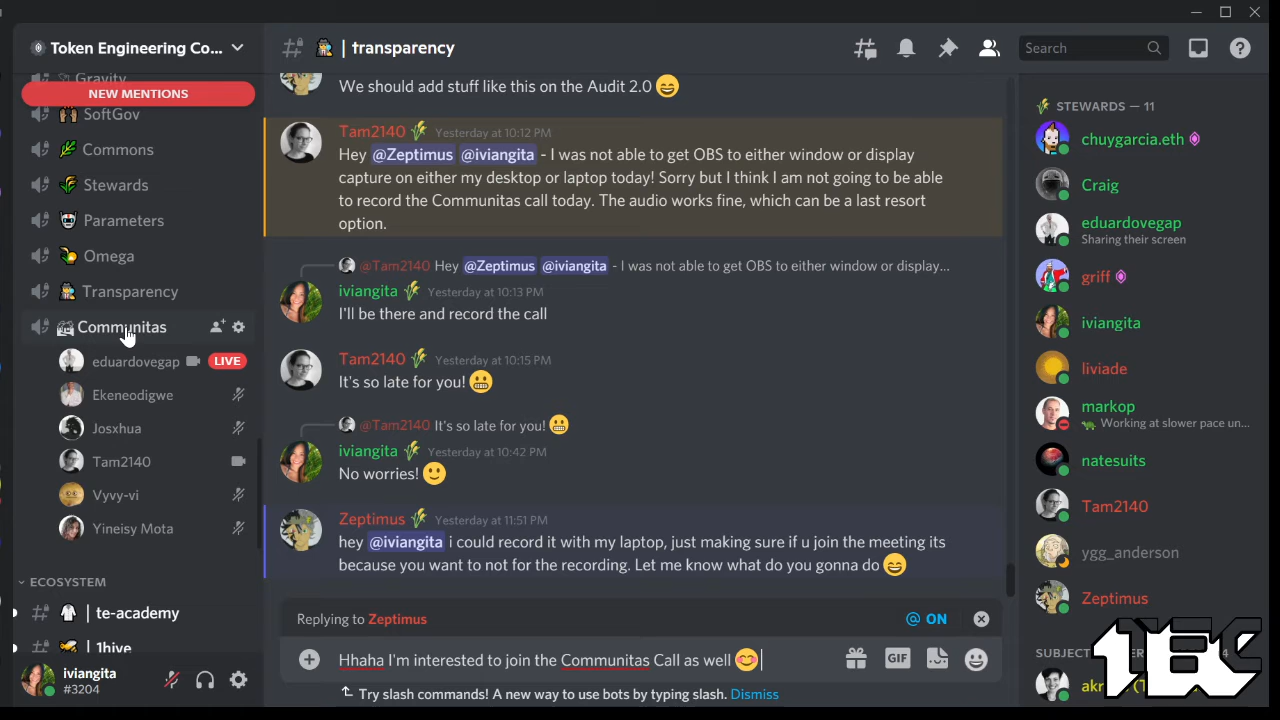 Token Engineering Co...
Gravity
NEW MENTIONS
SoftGov
Commons
Stewards
Parameters
Omega
Transparency
Communitas
eduardovegap LIVE
Ekeneodigwe
Josxhua
Tam2140
Vyvy-vi
Yineisy Mota
ECOSYSTEM
| te-academy
| 1hive
iviangita
#3204
| transparency
Search
We should add stuff like this on the Audit 2.0
Tam2140 Yesterday at 10:12 PM
Hey @Zeptimus @iviangita - I was not able to get OBS to either window or display
capture on either my desktop or laptop today! Sorry but I think I am not going to be able
to record the Communitas call today. The audio works fine, which can be a last resort
option.
@Tam2140 Hey @Zeptimus @iviangita - I was not able to get OBS to either window or display...
iviangita Yesterday at 10:13 PM
I'll be there and record the call
Tam2140 Yesterday at 10:15 PM
It's so late for you!
@Tam2140 It's so late for you!
iviangita Yesterday at 10:42 PM
No worries!
Zeptimus Yesterday at 11:51 PM
hey @iviangita i could record it with my laptop, just making sure if u join the meeting its
because you want to not for the recording. Let me know what do you gonna do
Replying to Zeptimus
@ ON
Hhaha I'm interested to join the Communitas Call as well
GIF
Try slash commands! A new way to use bots by typing slash. Dismiss
STEWARDS — 11
chuygarcia.eth
Craig
eduardovegap
Sharing their screen
griff
iviangita
liviade
markop
Working at slower pace un...
natesuits
Tam2140
ygg_anderson
Zeptimus
TEC